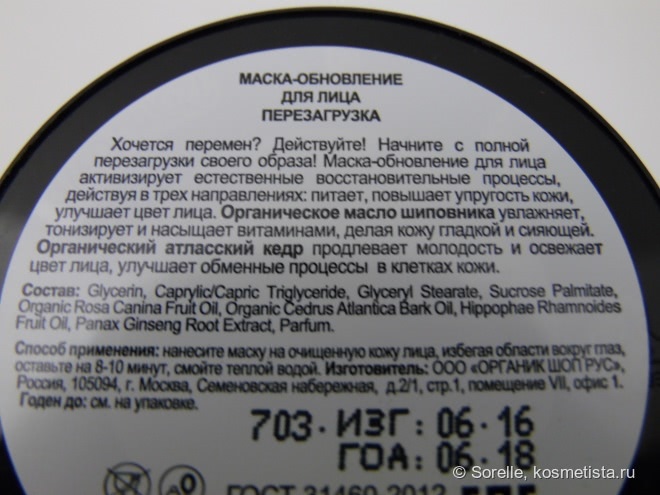 МАСКА-ОБНОВЛЕНИЕ
ДЛЯ ЛИЦА
ПЕРЕЗАГРУЗКА
Хочется перемен? Действуйте! Начните с полной
перезагрузки своего образа! Маска-обновление для лица
активизирует естественные восстановительные процессы,
действуя в трех направлениях: питает, повышает упругость кожи,
улучшает цвет лица. Органическое масло шиповника увлажняет,
тонизирует и насыщает витаминами, делая кожу гладкой и сияющей.
Органический атласский кедр продлевает молодость и освежает
цвет лица, улучшает обменные процессы в клетках кожи.
Состав: Glycerin, Caprylic/Capric Triglyceride, Glyceryl Stearate, Sucrose Palmitate,
Organic Rosa Canina Fruit Oil, Organic Cedrus Atlantica Bark Oil, Hippophae Rhamnoides
Fruit Oil, Panax Ginseng Root Extract, Parfum.
Способ применения: нанесите маску на очищенную кожу лица, избегая области вокруг глаз,
оставьте на 8-10 минут, смойте теплой водой. Изготовитель: ООО «ОРГАНИК ШОП РУС»,
Россия, 105094, г. Москва, Семеновская набережная, д.2/1, стр.1, помещение VII, офис 1.
Годен до: см. на упаковке.
703· ИЗГ: 06·16
ГОД: 06·18
ГОСТ 31460-2012
© Sorelle, kosmetista.ru